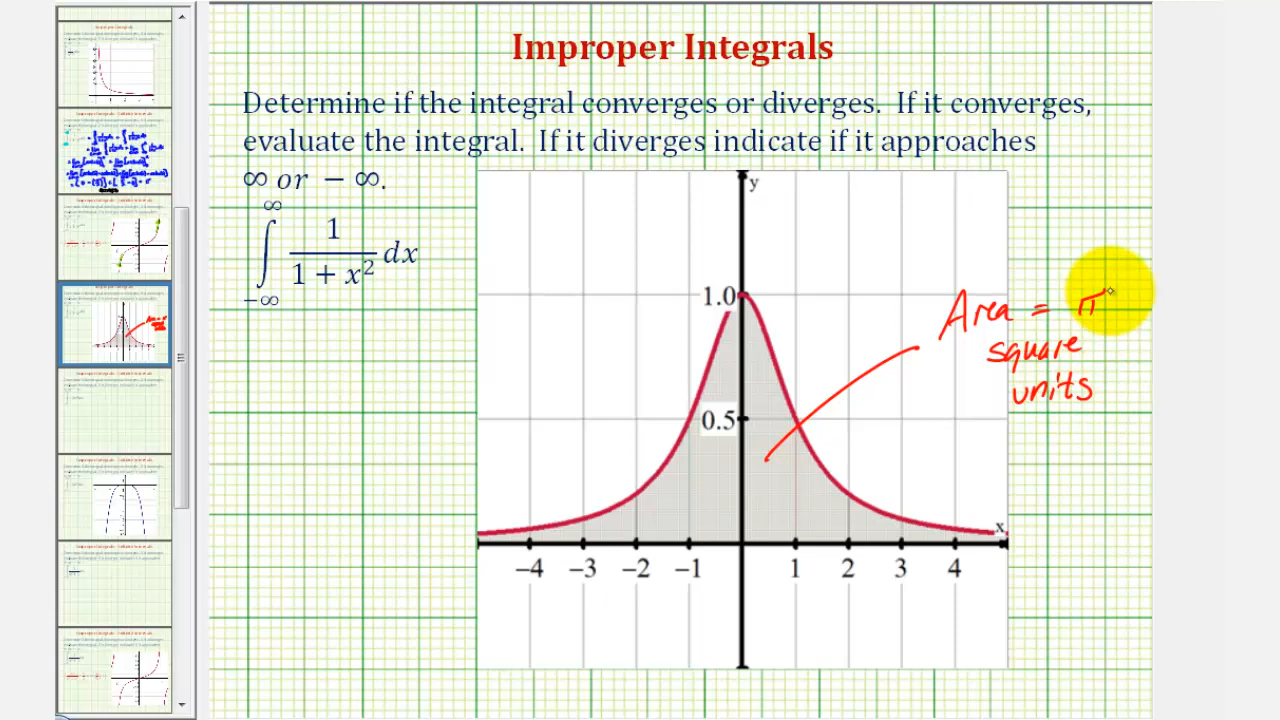 Improper Integrals
Determine if the integral converges or diverges. If it converges,
evaluate the integral. If it diverges indicate if it approaches
∞ or − ∞.
∞
∫ 1/(1 + x²) dx
−∞
y
1.0
0.5
x
−4 −3 −2 −1 1 2 3 4
Area = π
square
units